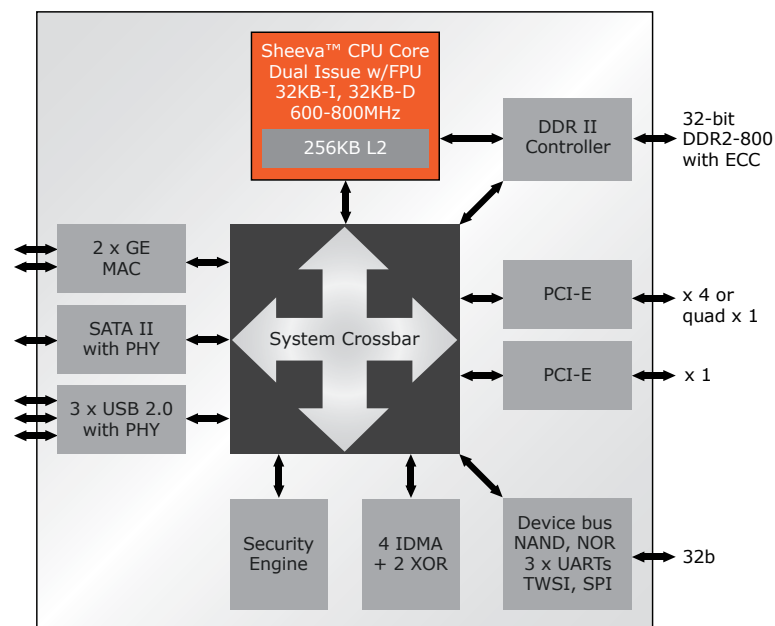 Sheeva™ CPU Core
Dual Issue w/FPU
32KB-I, 32KB-D
600-800MHz
256KB L2
DDR II
Controller
32-bit
DDR2-800
with ECC
2 x GE
MAC
SATA II
with PHY
3 x USB 2.0
with PHY
System Crossbar
PCI-E
x 4 or
quad x 1
PCI-E
x 1
Security
Engine
4 IDMA
+ 2 XOR
Device bus
NAND, NOR
3 x UARTs
TWSI, SPI
32b